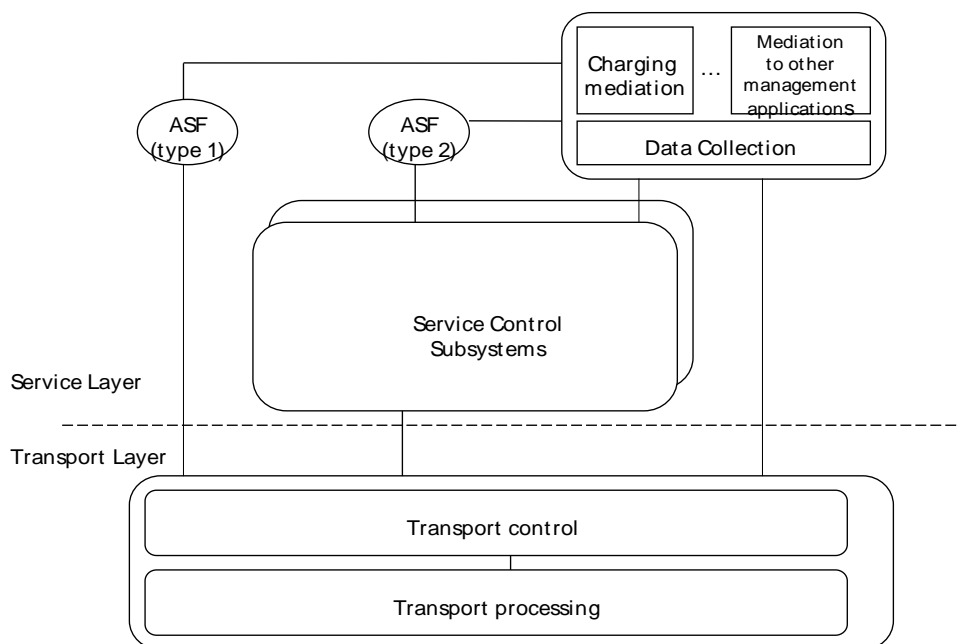 Charging
mediation
...
Mediation
to other
management
applications
ASF
(type 1)
ASF
(type 2)
Data Collection
Service Control
Subsystems
Service Layer
Transport Layer
Transport control
Transport processing